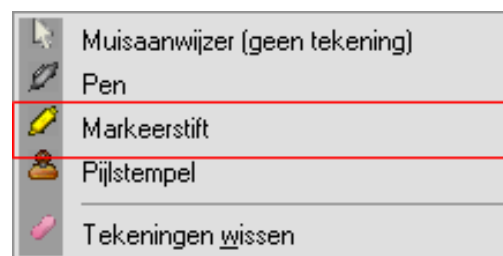 Muisaanwijzer (geen tekening)
Pen
Markeerstift
Pijlstempel
Tekeningen wissen